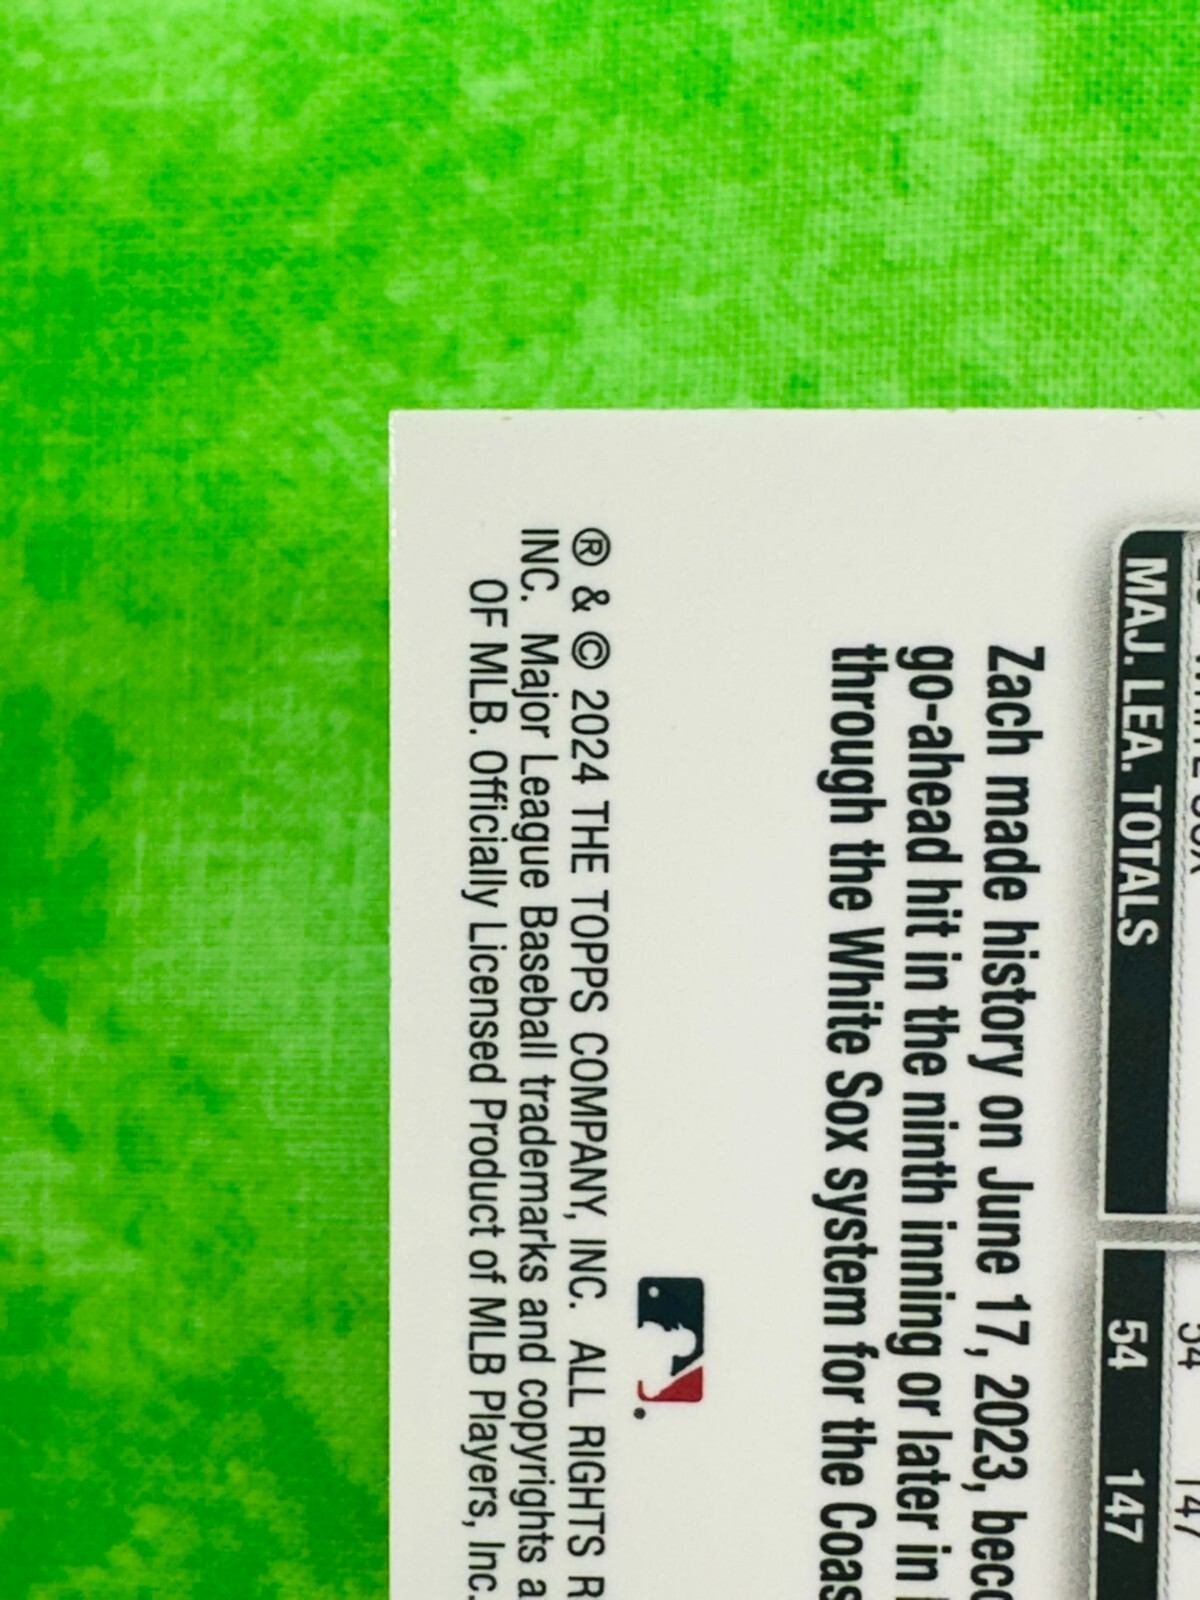 54 147
MAJ. LEA. TOTALS 54 147
Zach made history on June 17, 2023,
go-ahead hit in the ninth inning or later in
through the White Sox system for the
® & © 2024 THE TOPPS COMPANY, INC. ALL RIGHTS
INC. Major League Baseball trademarks and copyrights
OF MLB. Officially Licensed Product of MLB Players, Inc.